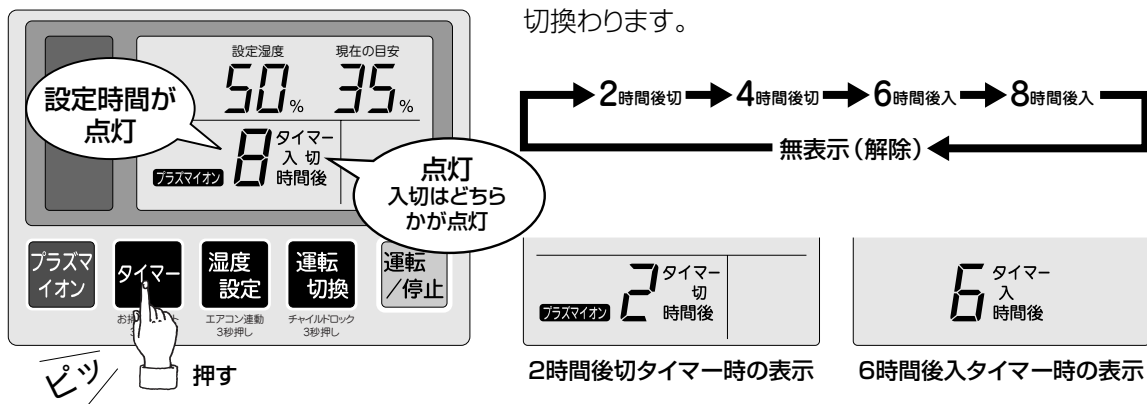 切換わります。
設定湿度 現在の目安
50% 35%
設定時間が
点灯
8 タイマー
入 切
時間後
プラズマイオン
点灯
入切はどちら
かが点灯
プラズマ
イオン
タイマー
湿度
設定
運転
切換
運転
/停止
エアコン連動
3秒押し
チャイルドロック
3秒押し
ピッ
押す
2時間後切 4時間後切 6時間後入 8時間後入
無表示(解除)
2 タイマー
切
時間後
プラズマイオン
2時間後切タイマー時の表示
6 タイマー
入
時間後
6時間後入タイマー時の表示